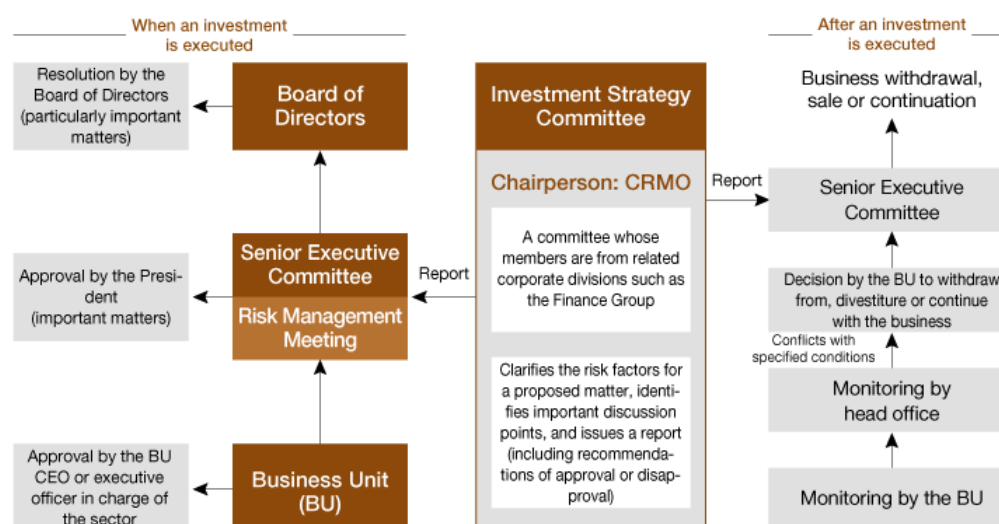 When an investment
is executed
Resolution by the
Board of Directors
(particularly important
matters)
Board of
Directors
Approval by the Presi-
dent
(important matters)
Senior Executive
Committee
Risk Management
Meeting
Approval by the BU
CEO or executive
officer in charge of
the sector
Business Unit
(BU)
Report
Investment Strategy
Committee
Chairperson: CRMO
A committee whose
members are from related
corporate divisions such as
the Finance Group
Clarifies the risk factors for
a proposed matter, identi-
fies important discussion
points, and issues a report
(including recommenda-
tions of approval or disap-
proval)
Report
After an investment
is executed
Business withdrawal,
sale or continuation
Senior Executive
Committee
Decision by the BU to withdraw
from, divestiture or continue
with the business
Conflicts with
specified conditions
Monitoring by
head office
Monitoring by the BU